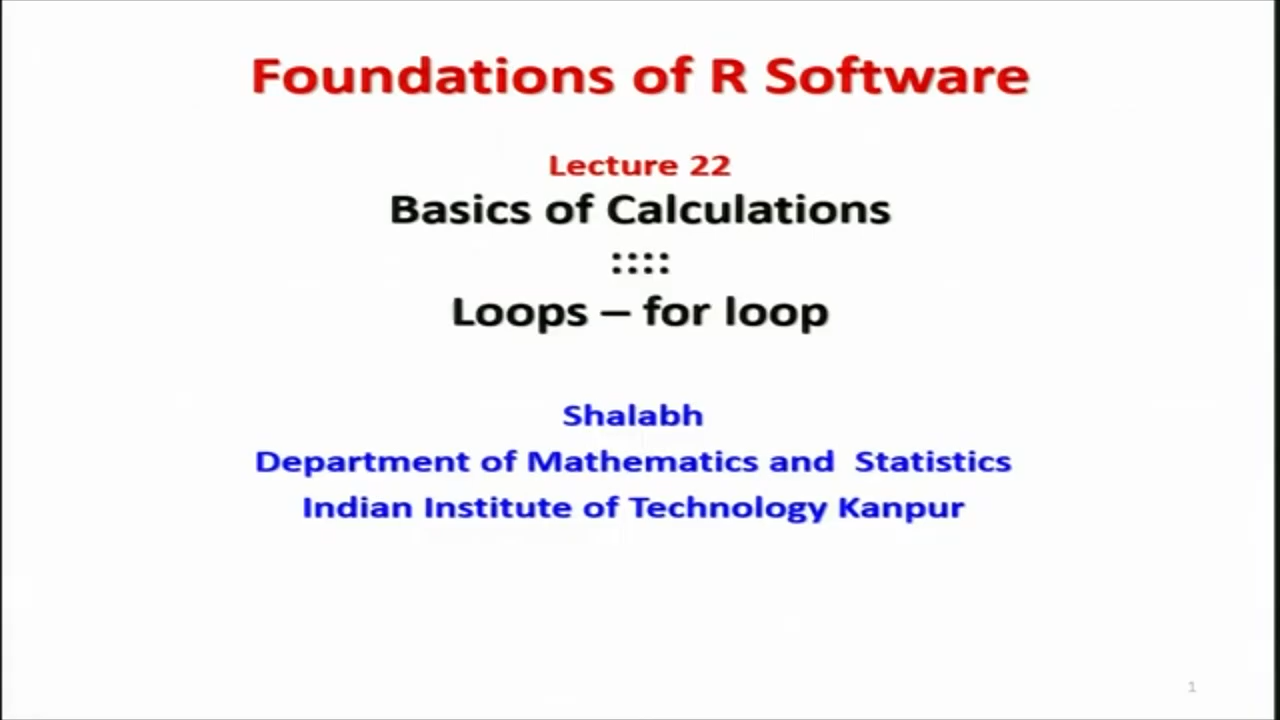 Foundations of R Software
Lecture 22
Basics of Calculations
::::
Loops – for loop
Shalabh
Department of Mathematics and Statistics
Indian Institute of Technology Kanpur
1